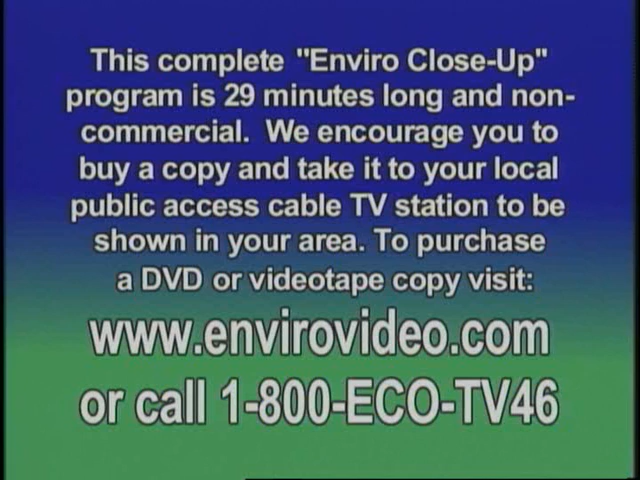 This complete "Enviro Close-Up"
program is 29 minutes long and non-
commercial.  We encourage you to
buy a copy and take it to your local
public access cable TV station to be
shown in your area. To purchase
a DVD or videotape copy visit:
www.envirovideo.com
or call 1-800-ECO-TV46